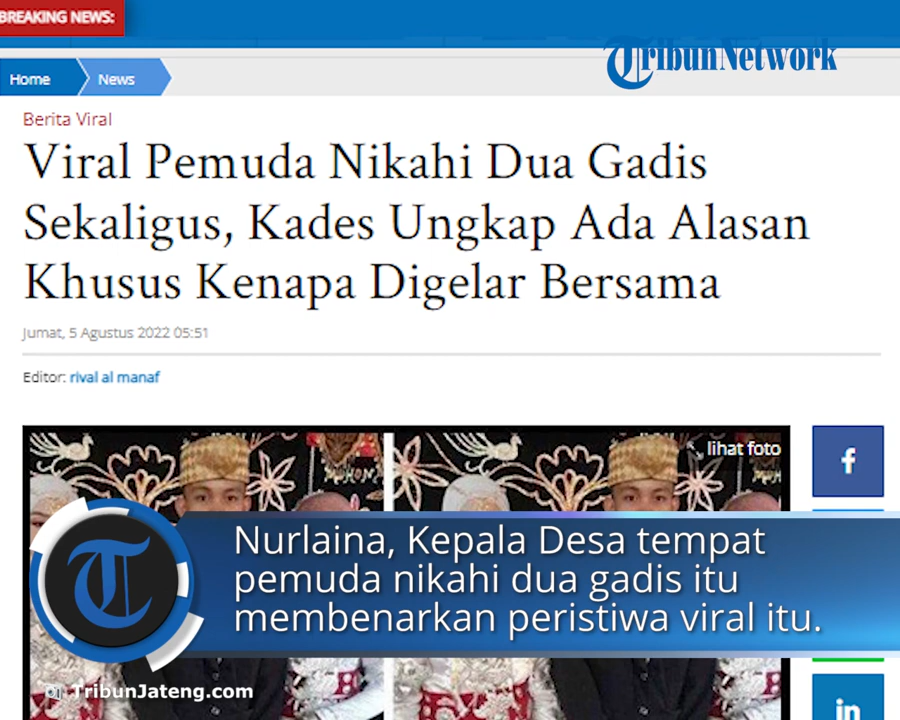 BREAKING NEWS:
TribunNetwork
Home News
Berita Viral
Viral Pemuda Nikahi Dua Gadis
Sekaligus, Kades Ungkap Ada Alasan
Khusus Kenapa Digelar Bersama
Jumat, 5 Agustus 2022 05:51
Editor: rival al manaf
lihat foto
f
Nurlaina, Kepala Desa tempat
pemuda nikahi dua gadis itu
membenarkan peristiwa viral itu.
T
TribunJateng.com
in